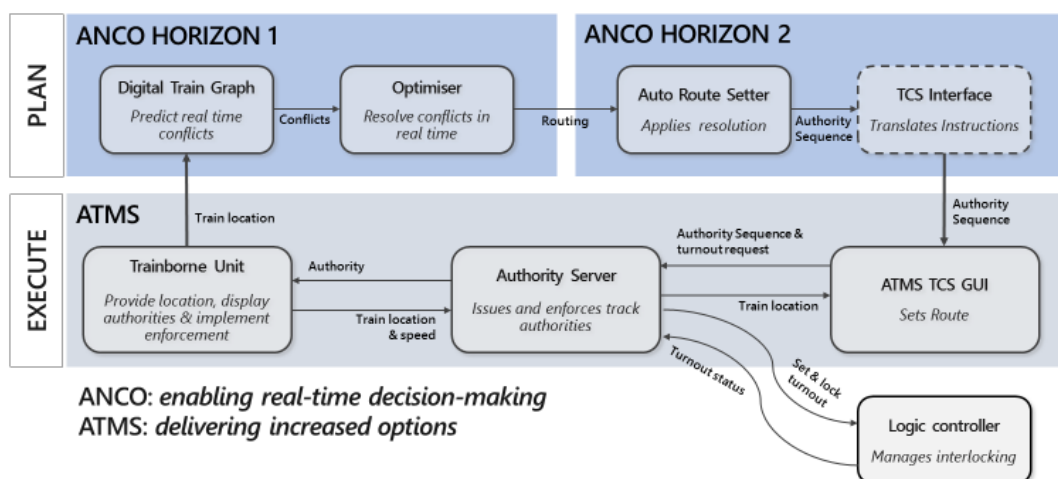 PLAN
ANCO HORIZON 1
Digital Train Graph
Predict real time
conflicts
Conflicts
Optimiser
Resolve conflicts in
real time
Routing
ANCO HORIZON 2
Auto Route Setter
Applies resolution
Authority
Sequence
TCS Interface
Translates Instructions
Train location
Authority
Sequence
EXECUTE
ATMS
Trainborne Unit
Provide location, display
authorities & implement
enforcement
Authority
Train location
& speed
Authority Server
Issues and enforces track
authorities
Authority Sequence &
turnout request
Train location
ATMS TCS GUI
Sets Route
Turnout status
Set & lock
turnout
Logic controller
Manages interlocking
ANCO: enabling real-time decision-making
ATMS: delivering increased options